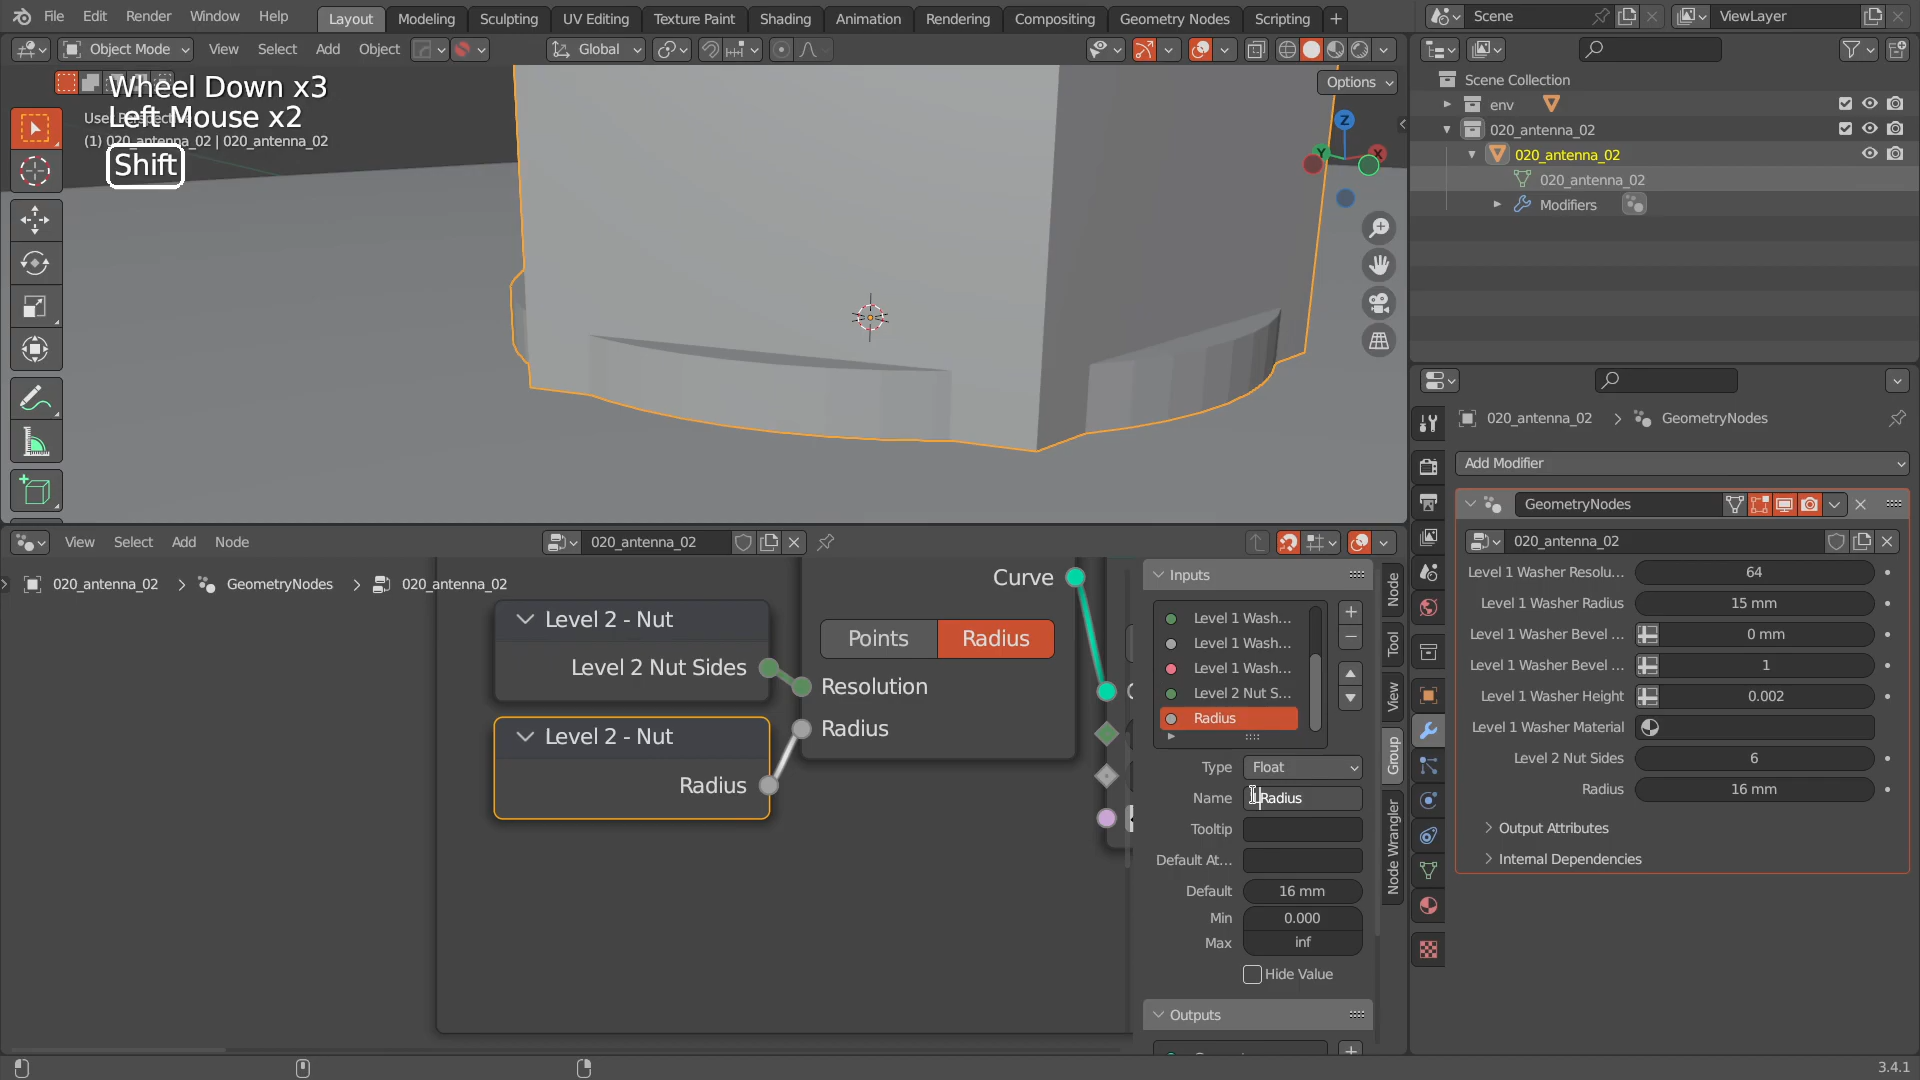 File Edit Render Window Help Layout Modeling Sculpting UV Editing Texture Paint Shading Animation Rendering Compositing Geometry Nodes Scripting + Scene ViewLayer
Object Mode View Select Add Object Global
Options
Wheel Down x3
Left Mouse x2
(1) 020_antenna_02 | 020_antenna_02
Shift
Z
Y
X
Scene Collection
env
020_antenna_02
020_antenna_02
020_antenna_02
Modifiers
020_antenna_02 > GeometryNodes
Add Modifier
GeometryNodes
020_antenna_02
Level 1 Washer Resolu... 64
Level 1 Washer Radius 15 mm
Level 1 Washer Bevel ... 0 mm
Level 1 Washer Bevel ... 1
Level 1 Washer Height 0.002
Level 1 Washer Material
Level 2 Nut Sides 6
Radius 16 mm
Output Attributes
Internal Dependencies
View Select Add Node 020_antenna_02
020_antenna_02 > GeometryNodes > 020_antenna_02
Level 2 - Nut
Level 2 Nut Sides
Level 2 - Nut
Radius
Curve
Points Radius
Resolution
Radius
Inputs
Level 1 Wash...
Level 1 Wash...
Level 1 Wash...
Level 2 Nut S...
Radius
Type Float
Name Radius
Tooltip
Default At...
Default 16 mm
Min 0.000
Max inf
Hide Value
Outputs
Node
Tool
View
Group
Node Wrangler
3.4.1